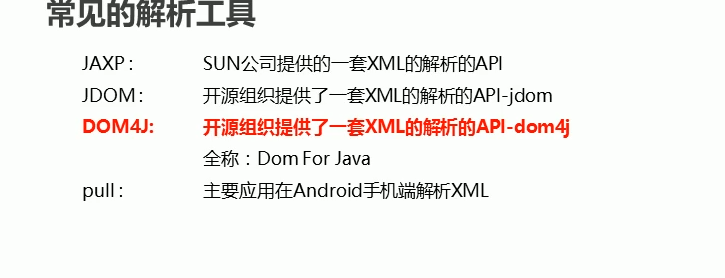 常见的解析工具
JAXP： SUN公司提供的一套XML的解析的API
JDOM： 开源组织提供了一套XML的解析的API-jdom
DOM4J: 开源组织提供了一套XML的解析的API-dom4j
全称：Dom For Java
pull： 主要应用在Android手机端解析XML